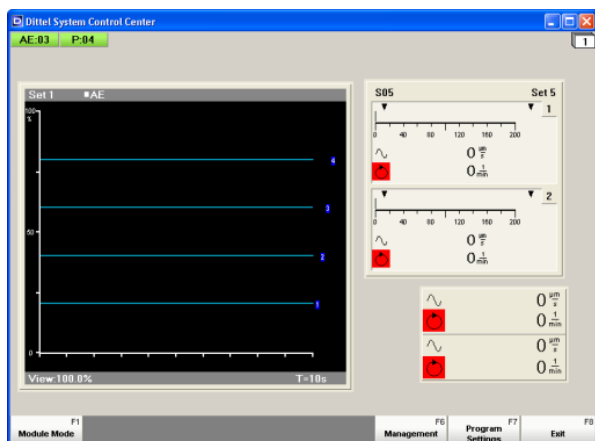 Dittel System Control Center
AE:03 P:04 1
Set 1 ■AE
100
%
4
3
50
2
1
0
View:100.0% T=10s
S05 Set 5
1
0 40 80 120 160 200
0 µm/s
0 1/min
2
0 40 80 120 160 200
0 µm/s
0 1/min
0 µm/s
0 1/min
0 µm/s
0 1/min
F1 F6 F7 F8
Module Mode Management Program Settings Exit